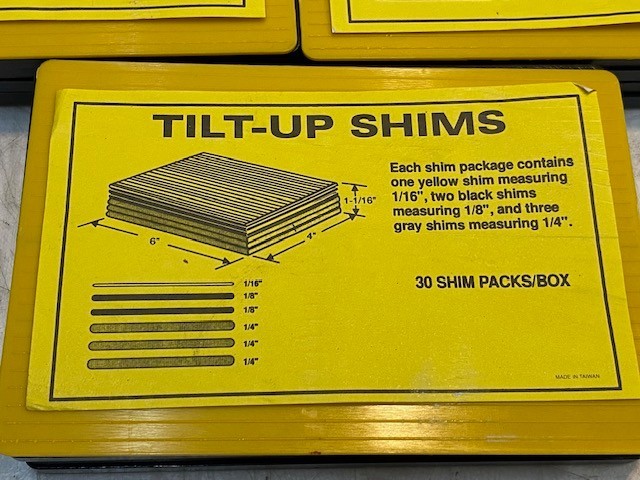 TILT-UP SHIMS
Each shim package contains
one yellow shim measuring
1/16", two black shims
measuring 1/8", and three
gray shims measuring 1/4".
1-1/16"
6"
4"
1/16"
1/8"
1/8"
1/4"
1/4"
1/4"
30 SHIM PACKS/BOX
MADE IN TAIWAN